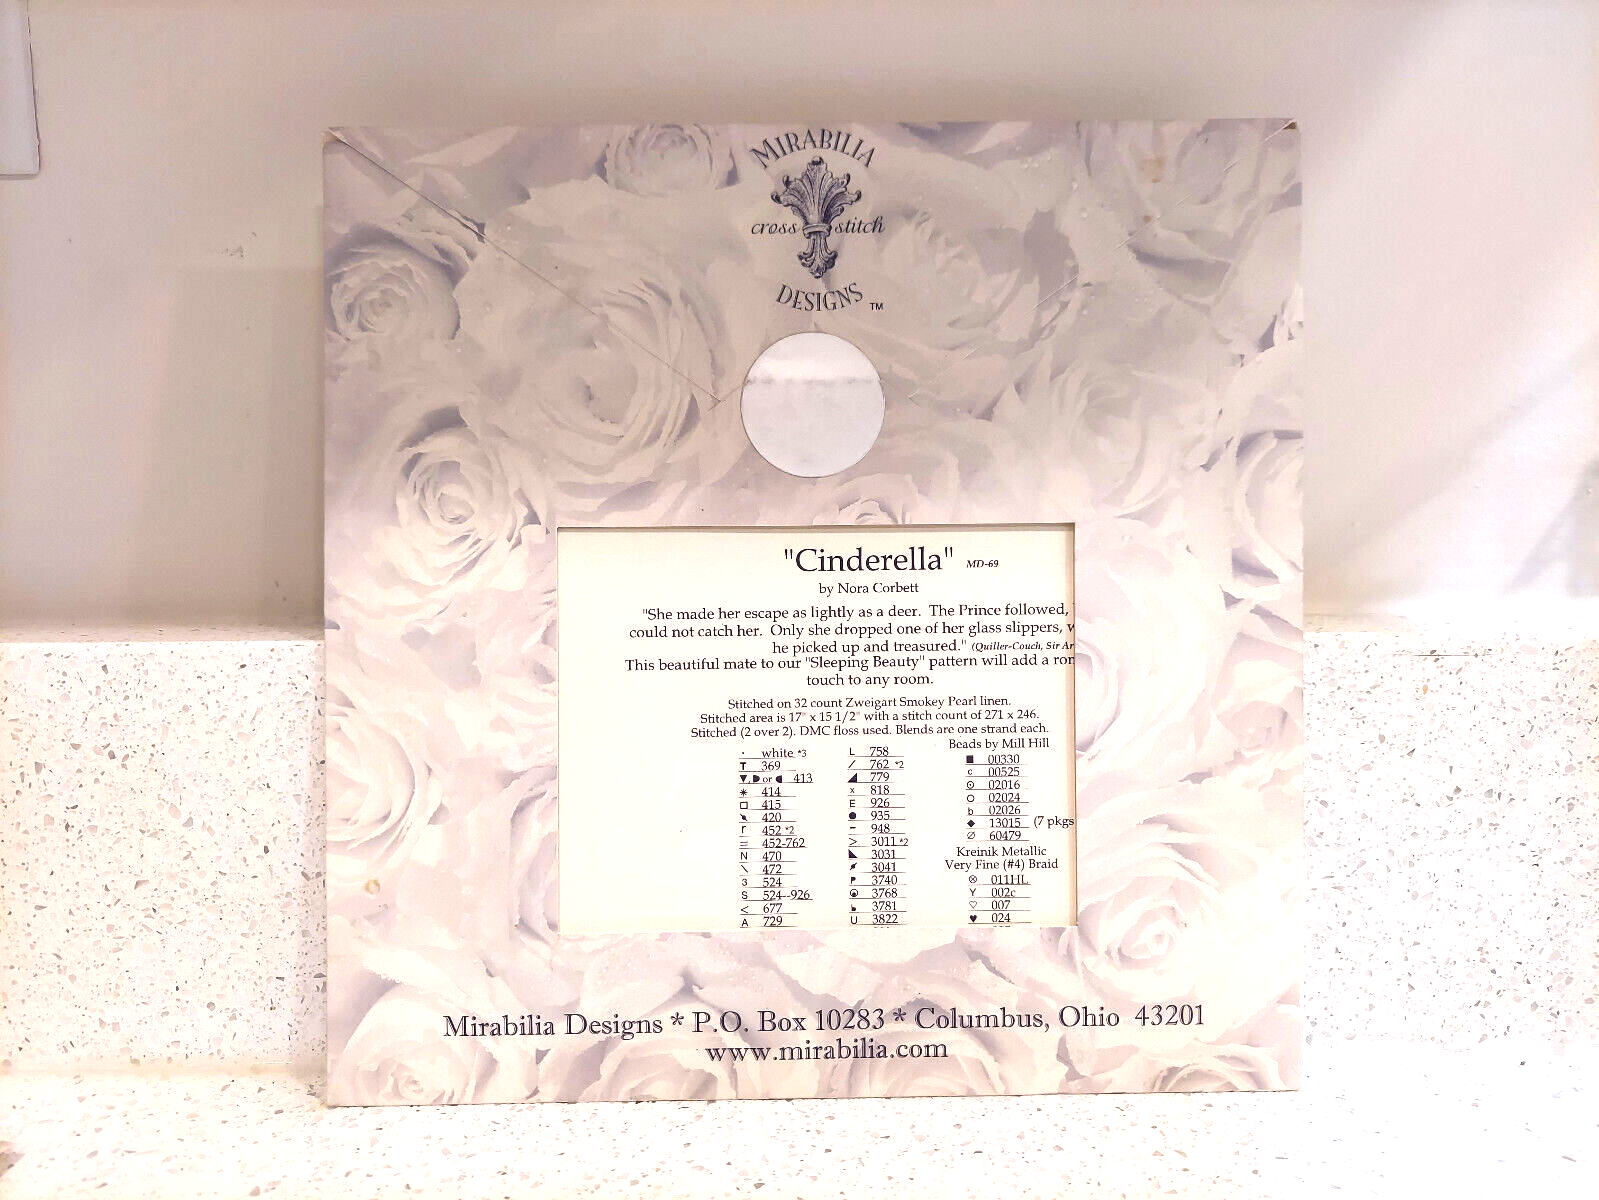 MIRABILIA
cross stitch
DESIGNS ™
"Cinderella" MD-69
by Nora Corbett
"She made her escape as lightly as a deer. The Prince followed,
could not catch her. Only she dropped one of her glass slippers,
he picked up and treasured." (Quiller-Couch, Sir
This beautiful mate to our "Sleeping Beauty" pattern will add a
touch to any room.
Stitched on 32 count Zweigart Smokey Pearl linen.
Stitched area is 17" x 15 1/2" with a stitch count of 271 x 246.
Stitched (2 over 2). DMC floss used. Blends are one strand each.
· white *3
T 369
▼, ◗ or ◖ 413
✳ 414
□ 415
420
r 452 *2
= 452-762
N 470
\ 472
3 524
S 524--926
< 677
A 729
L 758
/ 762 *2
◢ 779
x 818
E 926
● 935
- 948
> 3011 *2
◣ 3031
3041
P 3740
3768
3781
U 3822
Beads by Mill Hill
■ 00330
c 00525
⊙ 02016
O 02024
b 02026
◆ 13015 (7 pkgs
∅ 60479
Kreinik Metallic
Very Fine (#4) Braid
⊗ 011HL
Y 002c
♡ 007
♥ 024
Mirabilia Designs * P.O. Box 10283 * Columbus, Ohio 43201
www.mirabilia.com